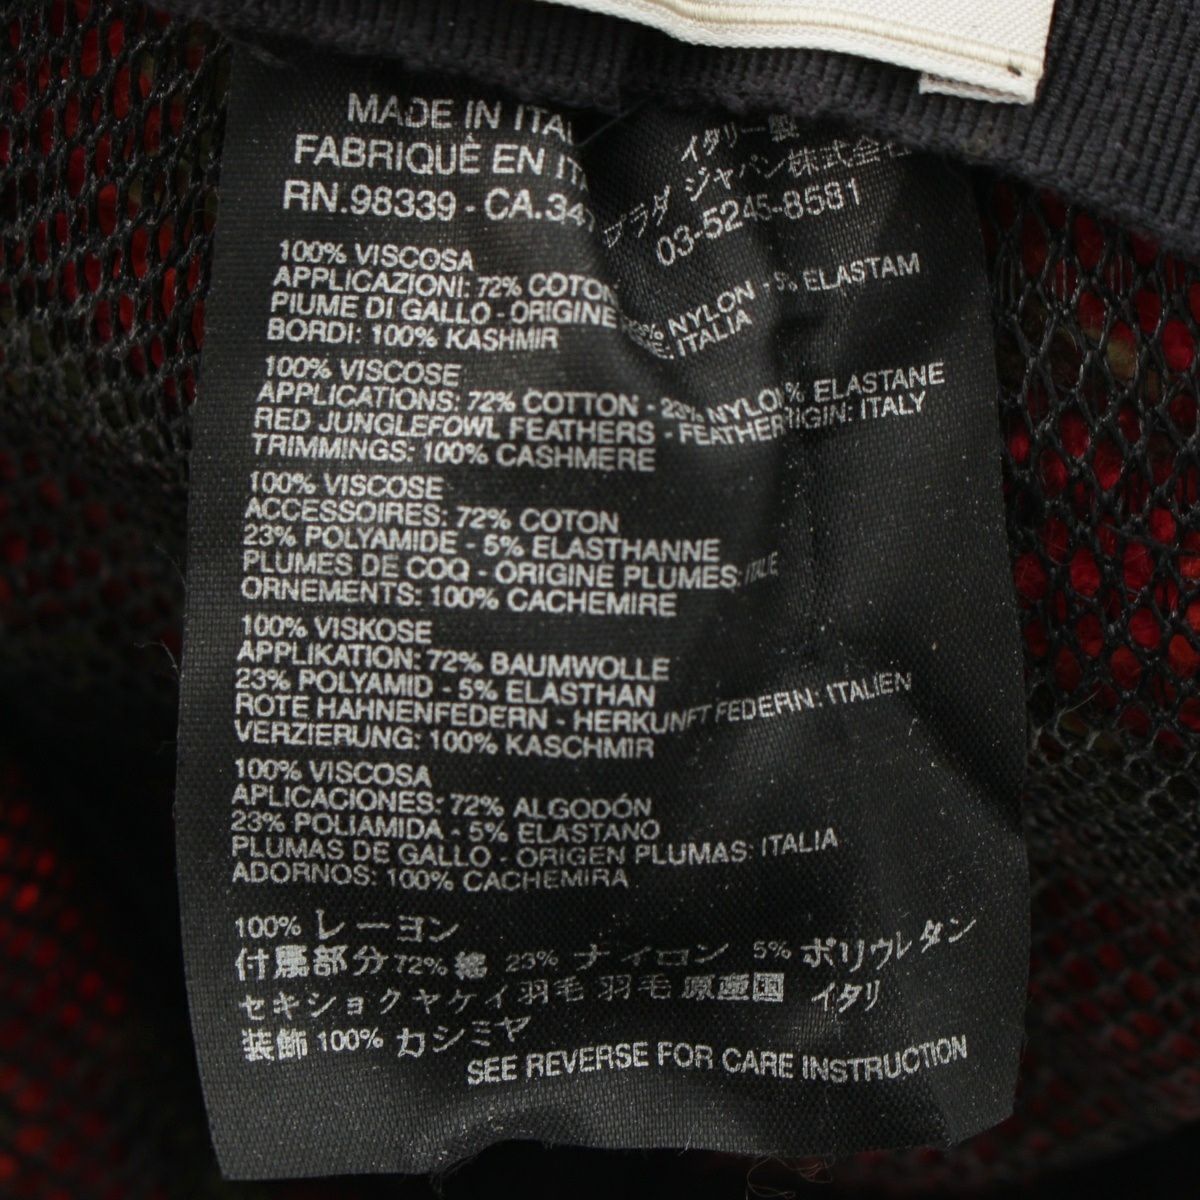 MADE IN
FABRIQUÈ EN
RN.98339 - CA.
イタリー製
プラダ ジャパン株式会社
03-5245-8581
100% VISCOSA
APPLICAZIONI: 72% NYLON - 5% ELASTAM
PIUME DI GALLO - ORIGINE ITALIA
BORDI: 100% KASHMIR
100% VISCOSE
APPLICATIONS: 72% COTTON - 23% NYLON % ELASTANE
RED JUNGLEFOWL FEATHERS - FEATHER ITALY
TRIMMINGS: 100% CASHMERE
100% VISCOSE
ACCESSOIRES: 72% COTON
23% POLYAMIDE - 5% ELASTHANNE
PLUMES DE COQ - ORIGINE PLUMES: ITALIE
ORNEMENTS: 100% CACHEMIRE
100% VISKOSE
APPLIKATION: 72% BAUMWOLLE
23% POLYAMID - 5% ELASTHAN
ROTE HAHNENFEDERN - HERKUNFT FEDERN: ITALIEN
VERZIERUNG: 100% KASCHMIR
100% VISCOSA
APLICACIONES: 72% ALGODÓN
23% POLIAMIDA - 5% ELASTANO
PLUMAS DE GALLO - ORIGEN PLUMAS: ITALIA
ADORNOS: 100% CACHEMIRA
100% レーヨン
付属部分 72% 綿 23% ナイロン 5% ポリウレタン
セキショクヤケイ羽毛 羽毛原産国 イタリ
装飾 100% カシミヤ
SEE REVERSE FOR CARE INSTRUCTION